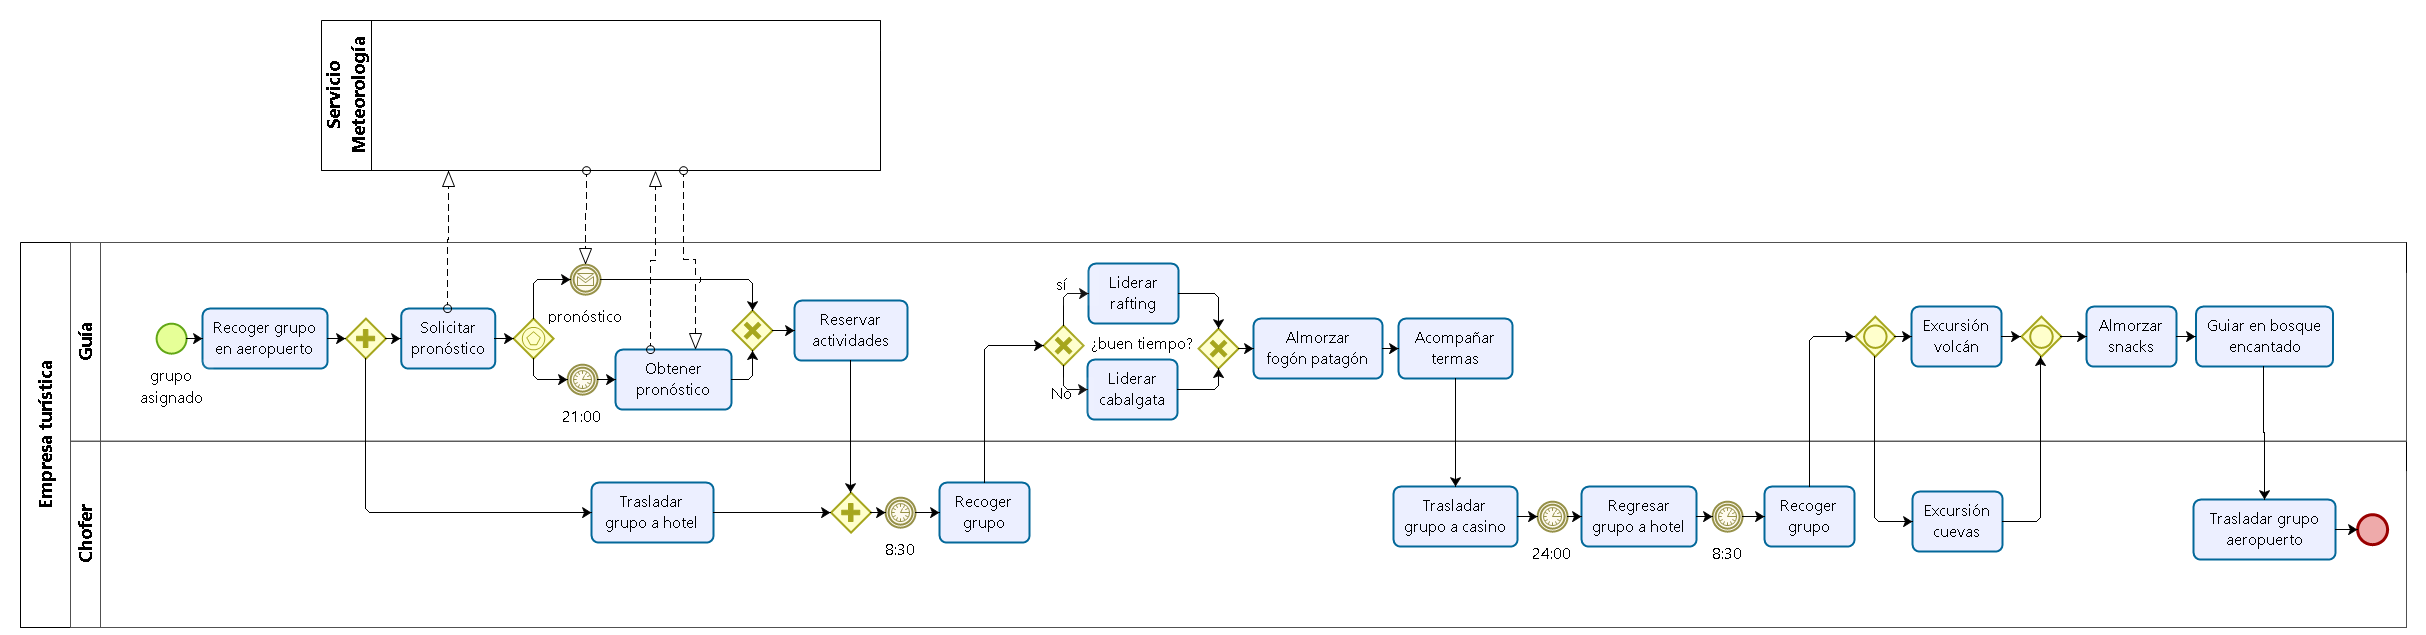 Servicio
Meteorología
Empresa turística
Guía
Chofer
grupo
asignado
Recoger grupo
en aeropuerto
Solicitar
pronóstico
pronóstico
21:00
Obtener
pronóstico
Reservar
actividades
Trasladar
grupo a hotel
8:30
Recoger
grupo
sí
¿buen tiempo?
No
Liderar
rafting
Liderar
cabalgata
Almorzar
fogón patagón
Acompañar
termas
Trasladar
grupo a casino
24:00
Regresar
grupo a hotel
8:30
Recoger
grupo
Excursión
volcán
Excursión
cuevas
Almorzar
snacks
Guiar en bosque
encantado
Trasladar grupo
aeropuerto